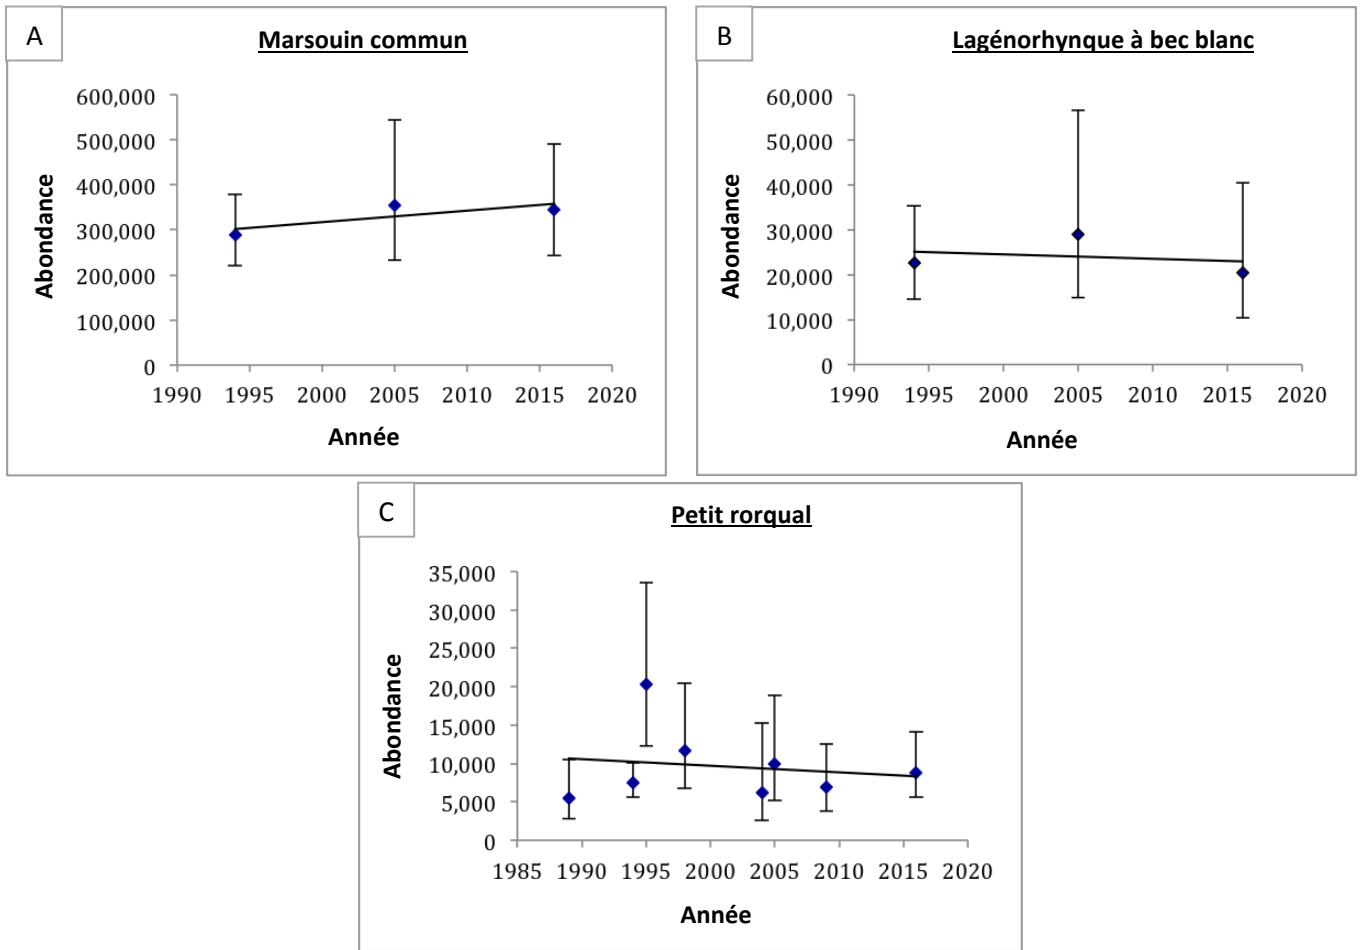 A
Marsouin commun
600,000
500,000
400,000
300,000
200,000
100,000
0
Abondance
1990 1995 2000 2005 2010 2015 2020
Année
B
Lagénorhynque à bec blanc
60,000
50,000
40,000
30,000
20,000
10,000
0
Abondance
1990 1995 2000 2005 2010 2015 2020
Année
C
Petit rorqual
35,000
30,000
25,000
20,000
15,000
10,000
5,000
0
Abondance
1985 1990 1995 2000 2005 2010 2015 2020
Année